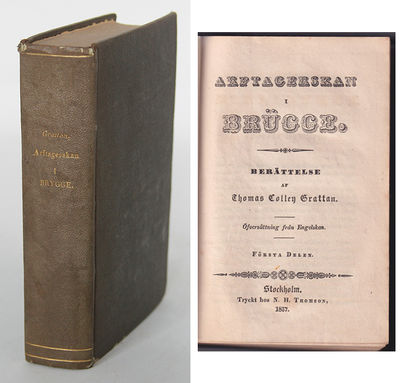 Grattan,
Arftagerskan
I
BRYGGE.
ARFTAGERSKAN
I
BRÜGGE.
BERÄTTELSE
AF
Thomas Colley Grattan.
Öfversättning från Engelskan.
FÖRSTA DELEN.
Stockholm.
Tryckt hos N. H. THOMSON,
1837.